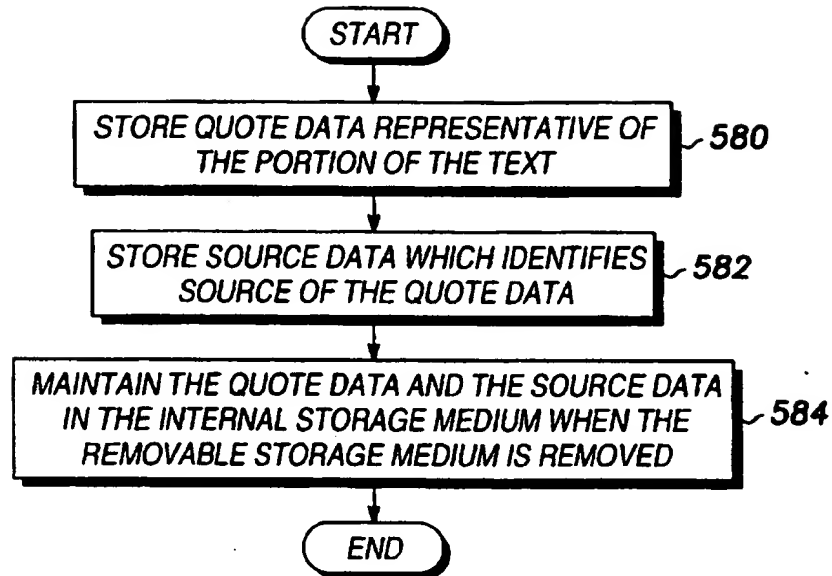 START
STORE QUOTE DATA REPRESENTATIVE OF
THE PORTION OF THE TEXT
580
STORE SOURCE DATA WHICH IDENTIFIES
SOURCE OF THE QUOTE DATA
582
MAINTAIN THE QUOTE DATA AND THE SOURCE DATA
IN THE INTERNAL STORAGE MEDIUM WHEN THE
REMOVABLE STORAGE MEDIUM IS REMOVED
584
END